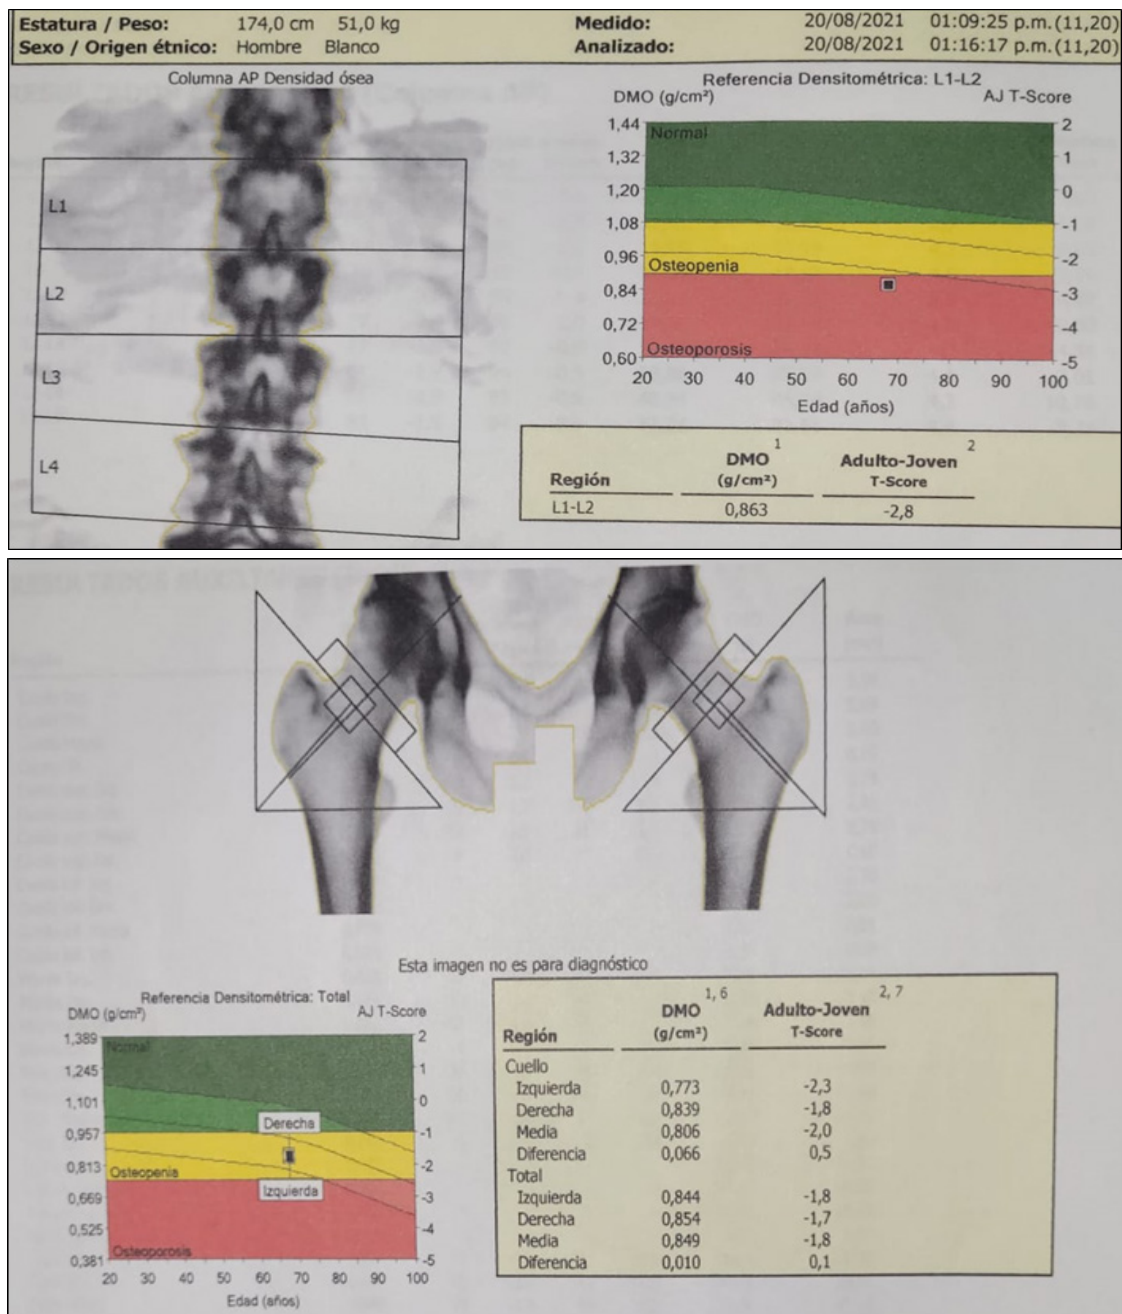 Estatura / Peso: 174,0 cm 51,0 kg Medido: 20/08/2021 01:09:25 p.m.(11,20)
Sexo / Origen étnico: Hombre Blanco Analizado: 20/08/2021 01:16:17 p.m.(11,20)
Columna AP Densidad ósea
L1
L2
L3
L4
Referencia Densitométrica: L1-L2
DMO (g/cm²) AJ T-Score
1,44 Normal 2
1,32 1
1,20 0
1,08 -1
0,96 Osteopenia -2
0,84 -3
0,72 -4
0,60 Osteoporosis -5
20 30 40 50 60 70 80 90 100
Edad (años)
1 2
DMO Adulto-Joven
Región (g/cm²) T-Score
L1-L2 0,863 -2,8
Esta imagen no es para diagnóstico
Referencia Densitométrica: Total
DMO (g/cm²) AJ T-Score
1,389 Normal 2
1,245 1
1,101 0
Derecha
0,957 -1
0,813 Osteopenia -2
Izquierda
0,669 -3
0,525 -4
0,381 Osteoporosis -5
20 30 40 50 60 70 80 90 100
Edad (años)
1, 6 2, 7
DMO Adulto-Joven
Región (g/cm²) T-Score
Cuello
Izquierda 0,773 -2,3
Derecha 0,839 -1,8
Media 0,806 -2,0
Diferencia 0,066 0,5
Total
Izquierda 0,844 -1,8
Derecha 0,854 -1,7
Media 0,849 -1,8
Diferencia 0,010 0,1